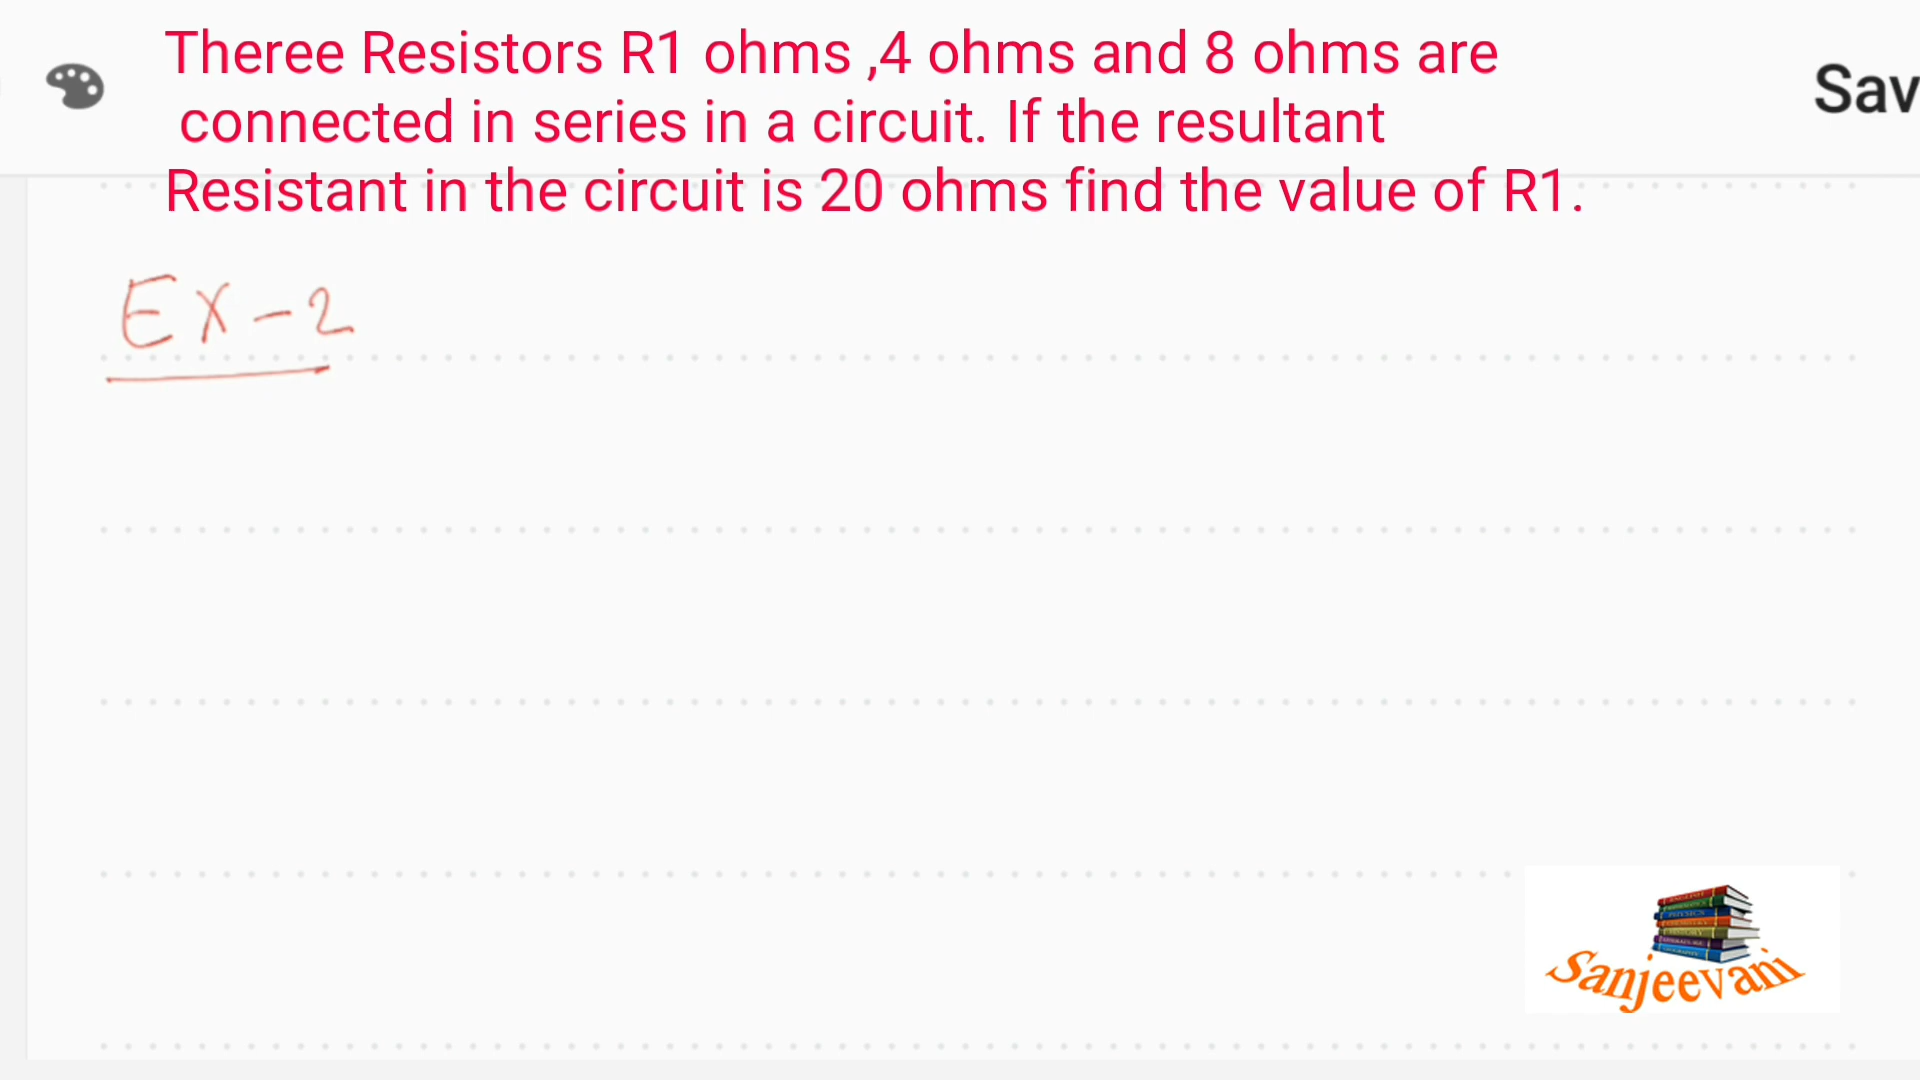 Theree Resistors R1 ohms ,4 ohms and 8 ohms are
connected in series in a circuit. If the resultant
Resistant in the circuit is 20 ohms find the value of R1.
Sav
EX-2
PHYSICS
Sanjeevani